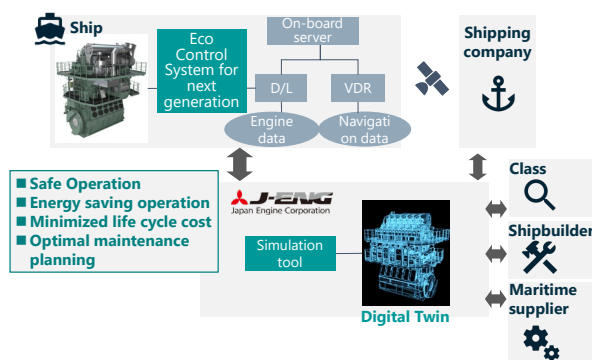 Ship
Eco
Control
System for
next
generation
On-board
server
D/L
VDR
Engine
data
Navigati
on data
Shipping
company
Safe Operation
Energy saving operation
Minimized life cycle cost
Optimal maintenance
planning
J-ENG
Japan Engine Corporation
Simulation
tool
Digital Twin
Class
Shipbuilder
Maritime
supplier